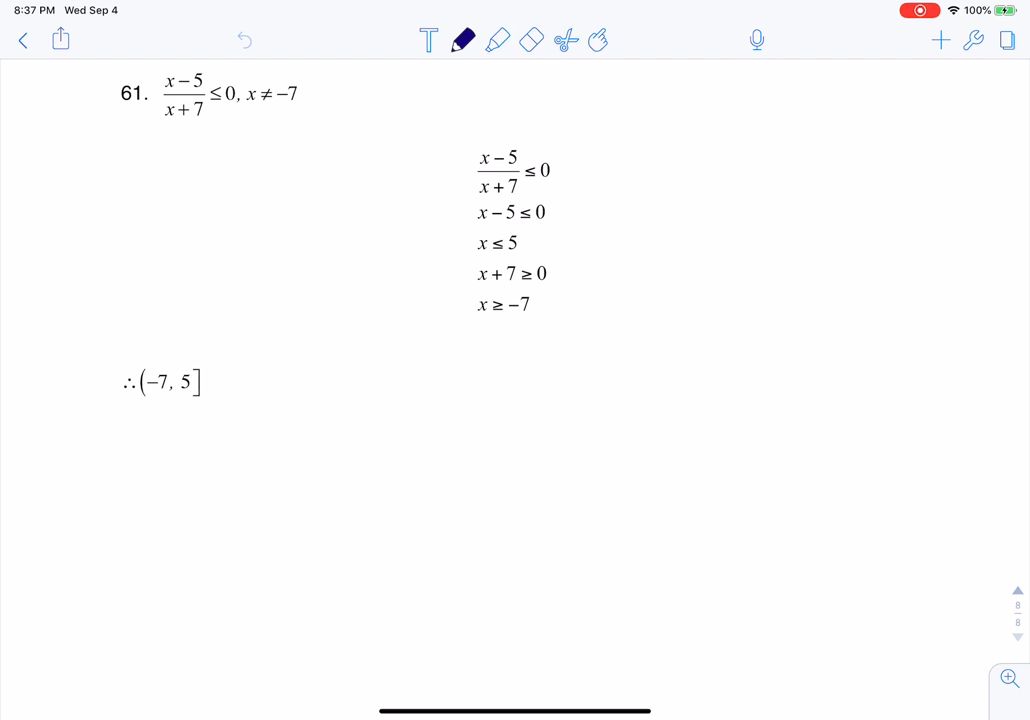 8:37 PM Wed Sep 4 100%
T
61. (x − 5)/(x + 7) ≤ 0, x ≠ −7
(x − 5)/(x + 7) ≤ 0
x − 5 ≤ 0
x ≤ 5
x + 7 ≥ 0
x ≥ −7
∴ (−7, 5]
8
8